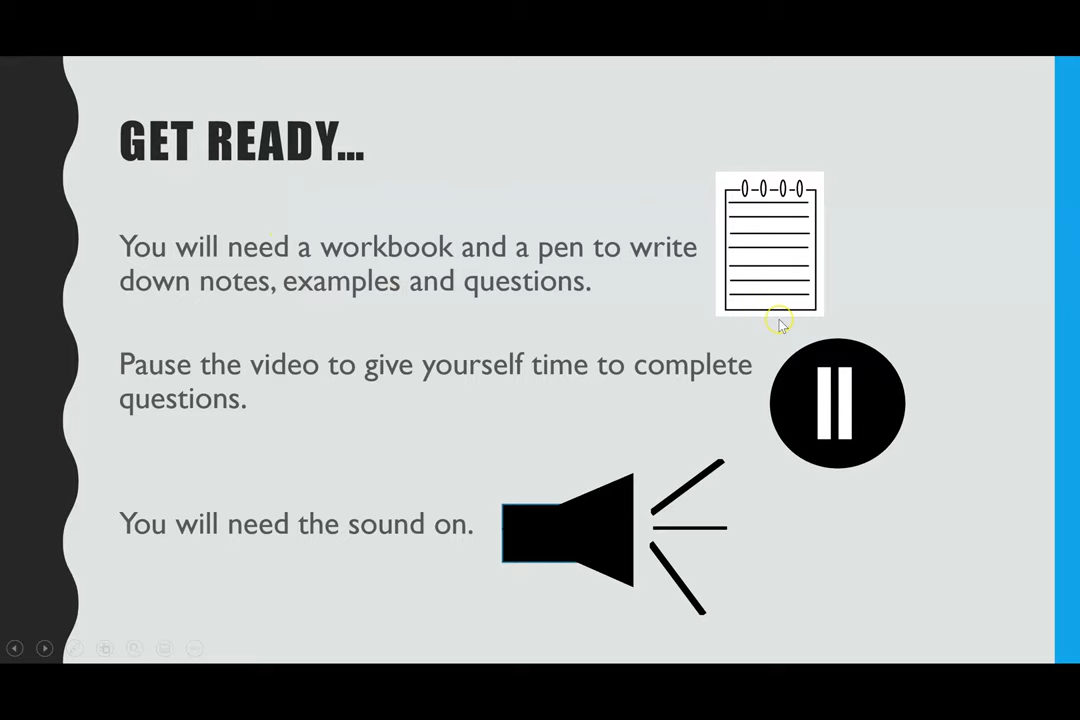 GET READY...
You will need a workbook and a pen to write
down notes, examples and questions.
Pause the video to give yourself time to complete
questions.
You will need the sound on.